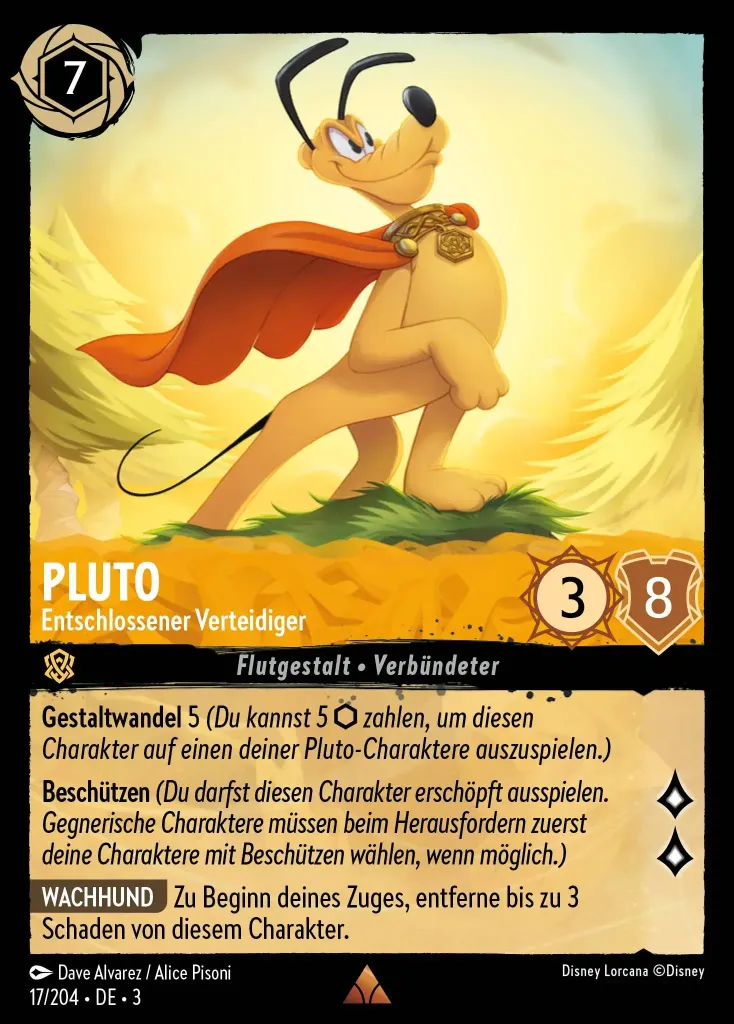 7
PLUTO
Entschlossener Verteidiger
3
8
Flutgestalt • Verbündeter
Gestaltwandel 5 (Du kannst 5 ⬡ zahlen, um diesen
Charakter auf einen deiner Pluto-Charaktere auszuspielen.)
Beschützen (Du darfst diesen Charakter erschöpft ausspielen.
Gegnerische Charaktere müssen beim Herausfordern zuerst
deine Charaktere mit Beschützen wählen, wenn möglich.)
WACHHUND Zu Beginn deines Zuges, entferne bis zu 3
Schaden von diesem Charakter.
Dave Alvarez / Alice Pisoni
Disney Lorcana ©Disney
17/204 • DE • 3